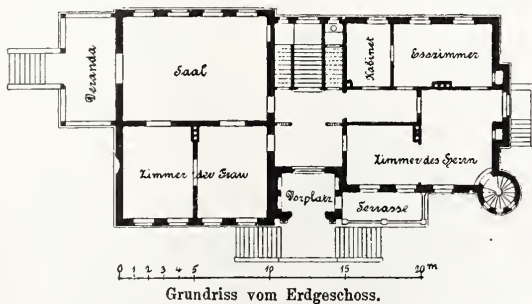 Veranda
Saal
Kabinet
Esszimmer
Zimmer der Frau
Zimmer des Herrn
Vorplatz
Terrasse
0 1 2 3 4 5 10 15 20 m
Grundriss vom Erdgeschoss.